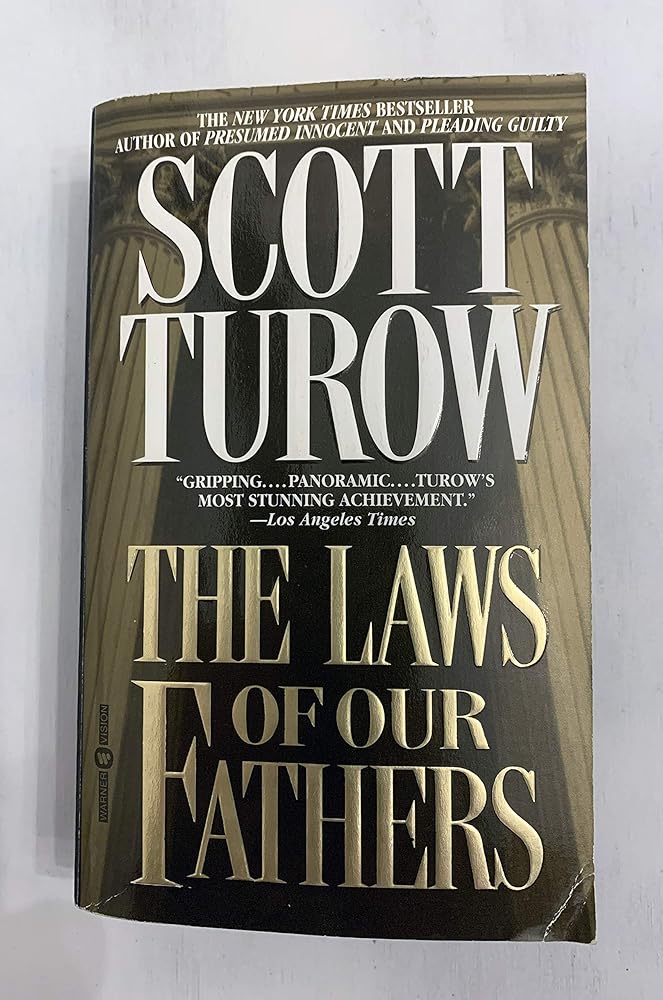 THE NEW YORK TIMES BESTSELLER
AUTHOR OF PRESUMED INNOCENT AND PLEADING GUILTY
SCOTT
TUROW
“GRIPPING....PANORAMIC....TUROW’S
MOST STUNNING ACHIEVEMENT.”
—Los Angeles Times
THE LAWS
OF OUR
FATHERS
WARNER VISION